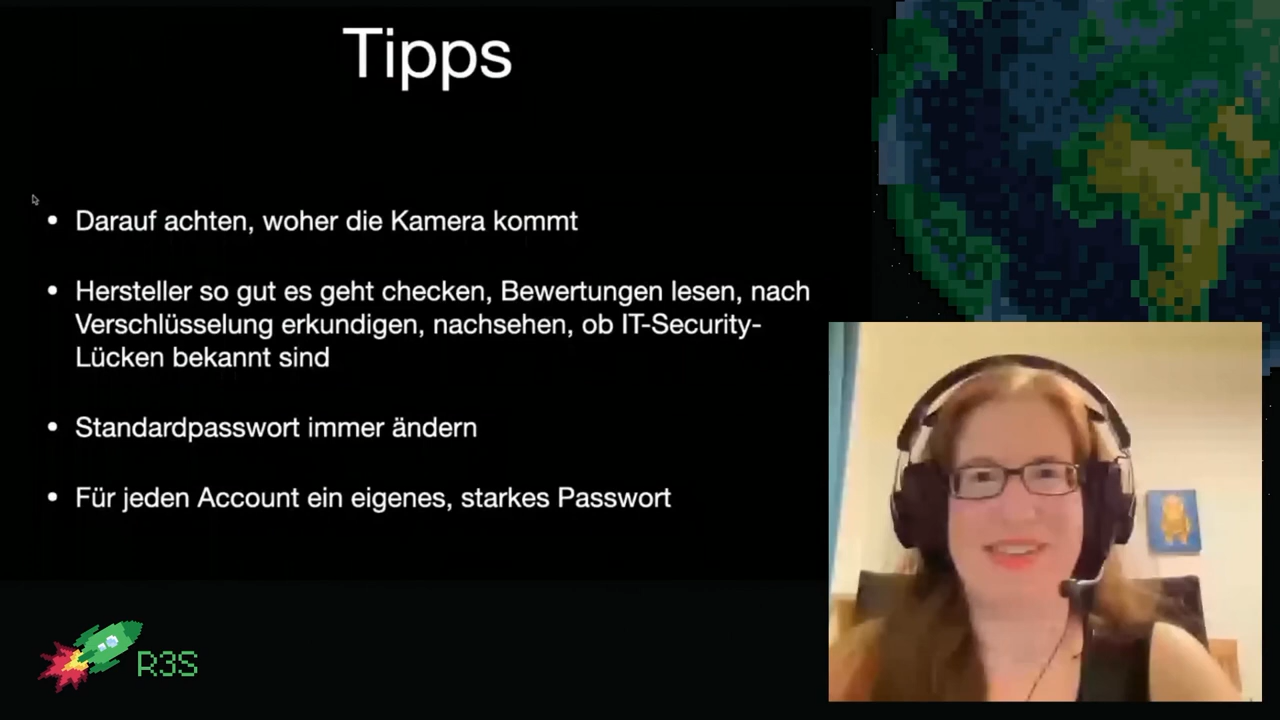 Tipps
• Darauf achten, woher die Kamera kommt
• Hersteller so gut es geht checken, Bewertungen lesen, nach
Verschlüsselung erkundigen, nachsehen, ob IT-Security-
Lücken bekannt sind
• Standardpasswort immer ändern
• Für jeden Account ein eigenes, starkes Passwort
R3S